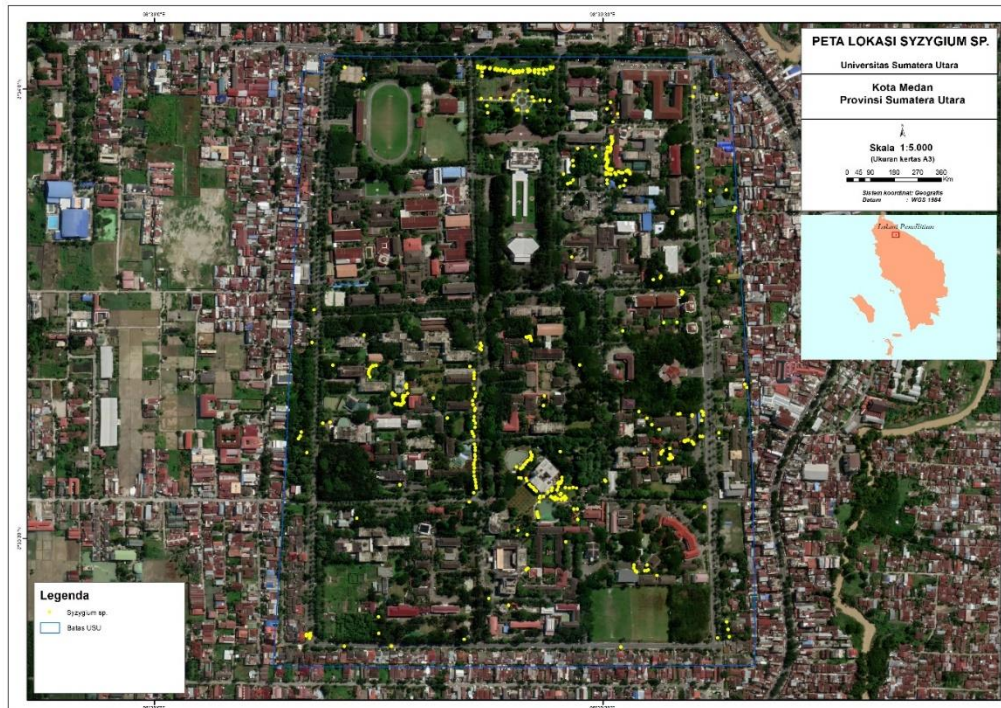 PETA LOKASI SYZYGIUM SP.
Universitas Sumatera Utara
Kota Medan
Provinsi Sumatera Utara
Skala 1:5.000
(Ukuran kertas A3)
0 45 90 180 270 360
Km
Sistem koordinat: Geografis
Datum : WGS 1984
Lokasi Penelitian
Legenda
Syzygium sp.
Batas USU